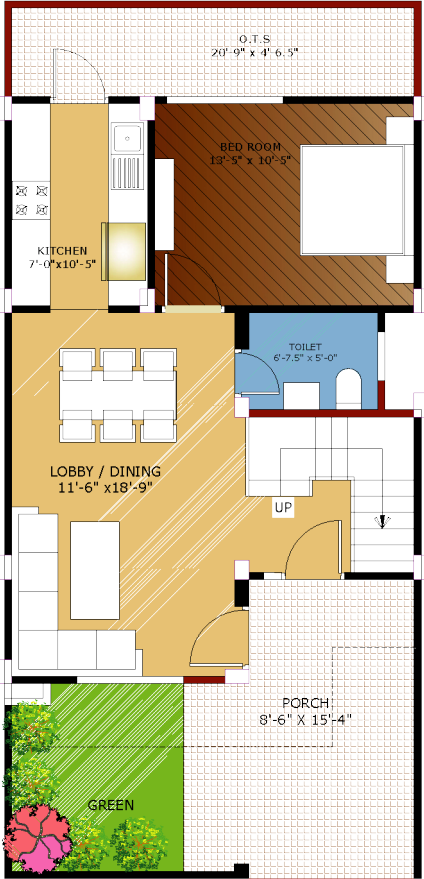 O.T.S
20'-9" x 4' 6.5"
BED ROOM
13'-5" x 10'-5"
KITCHEN
7'-0"x10'-5"
TOILET
6'-7.5" x 5'-0"
LOBBY / DINING
11'-6" x18'-9"
UP
PORCH
8'-6" X 15'-4"
GREEN